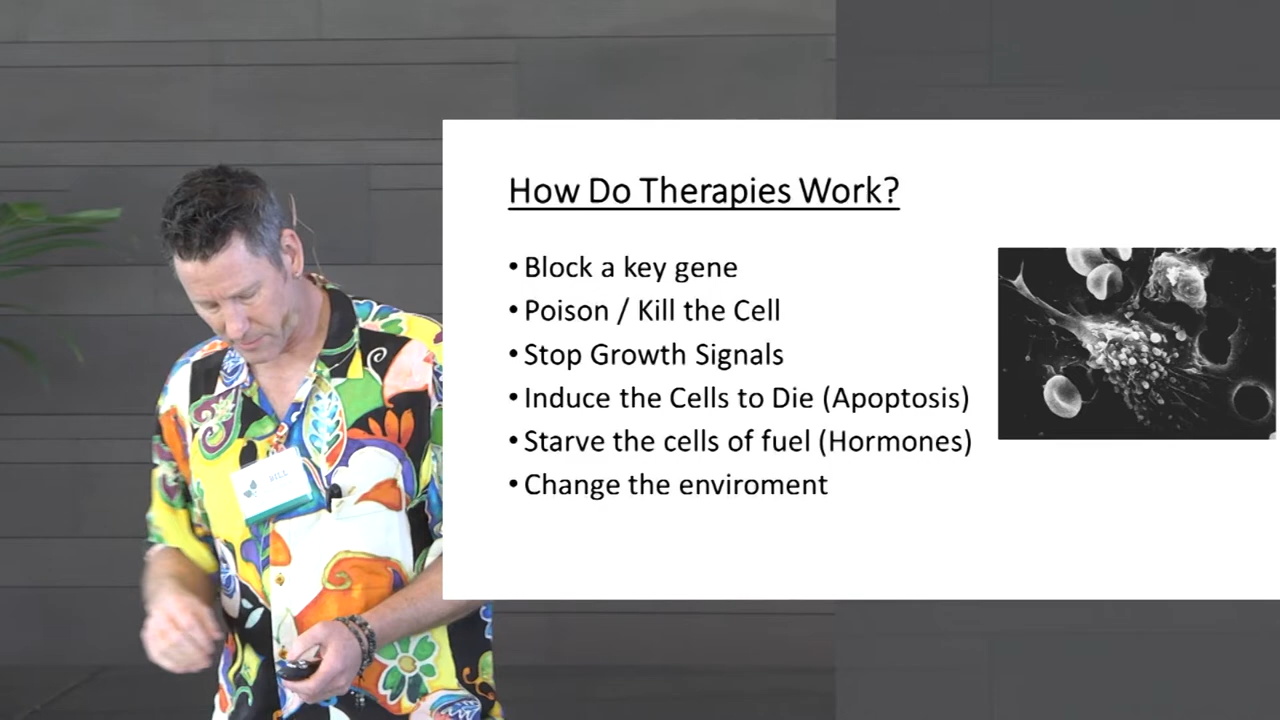 How Do Therapies Work?
• Block a key gene
• Poison / Kill the Cell
• Stop Growth Signals
• Induce the Cells to Die (Apoptosis)
• Starve the cells of fuel (Hormones)
• Change the enviroment